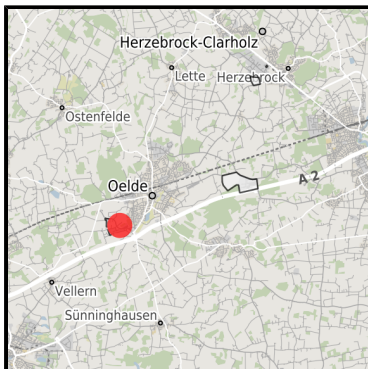 Herzebrock-Clarholz
Lette
Herzebrock
Ostenfelde
Oelde
A 2
Vellern
Sünninghausen